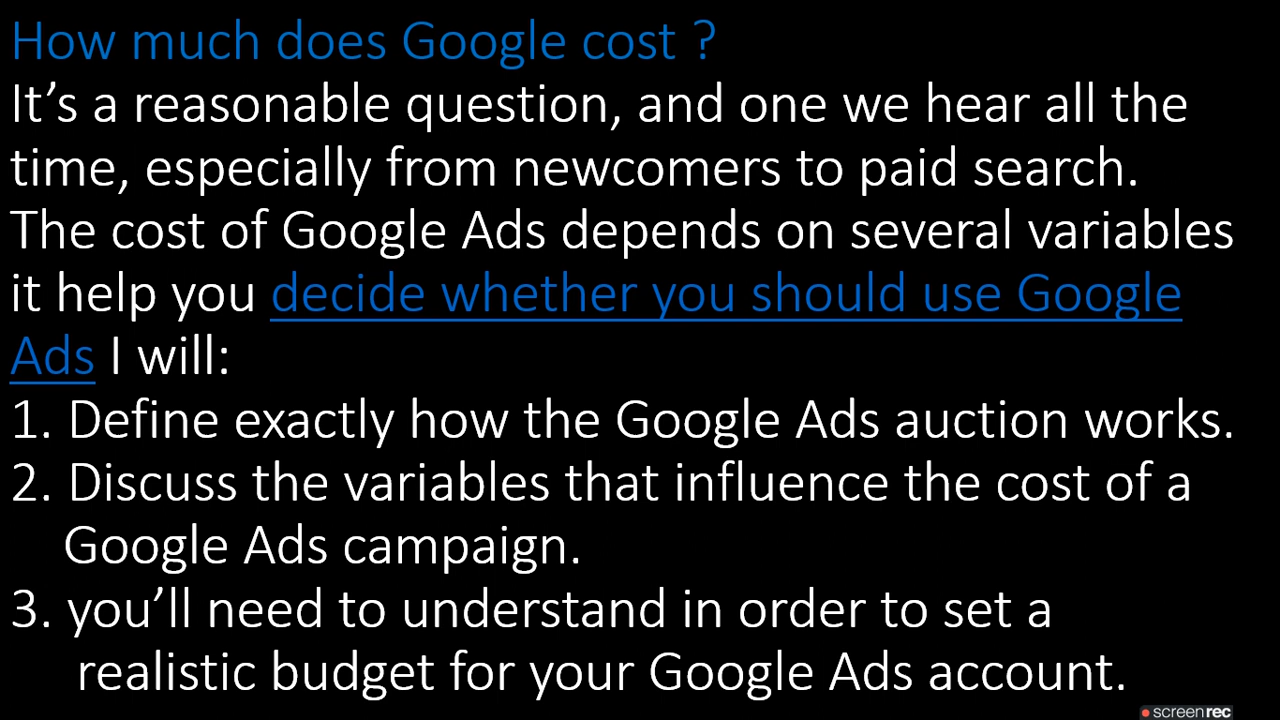 How much does Google cost ?
It’s a reasonable question, and one we hear all the
time, especially from newcomers to paid search.
The cost of Google Ads depends on several variables
it help you decide whether you should use Google
Ads I will:
1. Define exactly how the Google Ads auction works.
2. Discuss the variables that influence the cost of a
Google Ads campaign.
3. you’ll need to understand in order to set a
realistic budget for your Google Ads account.
screenrec